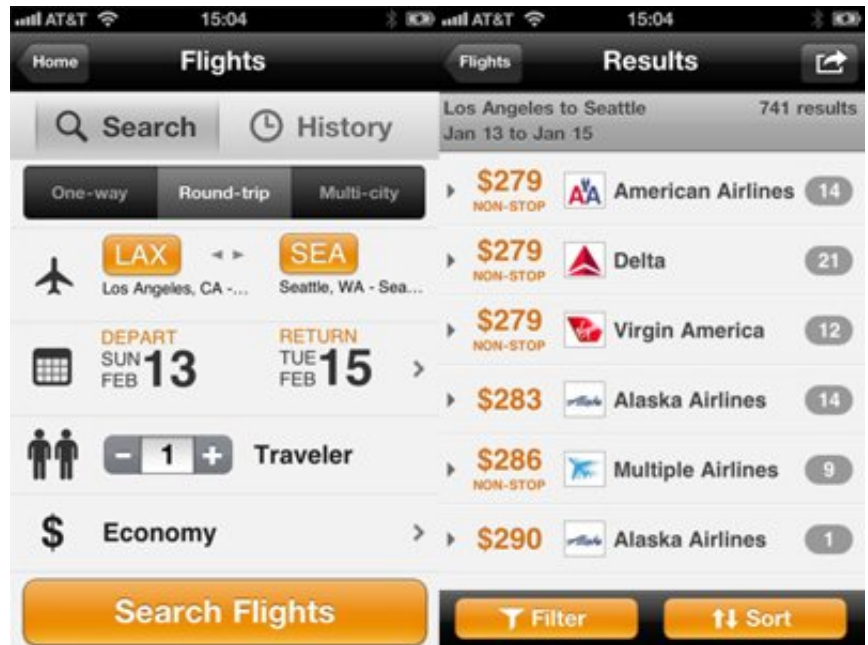 AT&T 15:04
Home Flights
Search History
One-way Round-trip Multi-city
LAX SEA
Los Angeles, CA -... Seattle, WA - Sea...
DEPART RETURN
SUN FEB 13 TUE FEB 15
1 Traveler
$ Economy
Search Flights
AT&T 15:04
Flights Results
Los Angeles to Seattle 741 results
Jan 13 to Jan 15
$279 NON-STOP AA American Airlines 14
$279 NON-STOP Delta 21
$279 NON-STOP Virgin America 12
$283 Alaska Alaska Airlines 14
$286 NON-STOP Multiple Airlines 9
$290 Alaska Alaska Airlines 1
Filter Sort